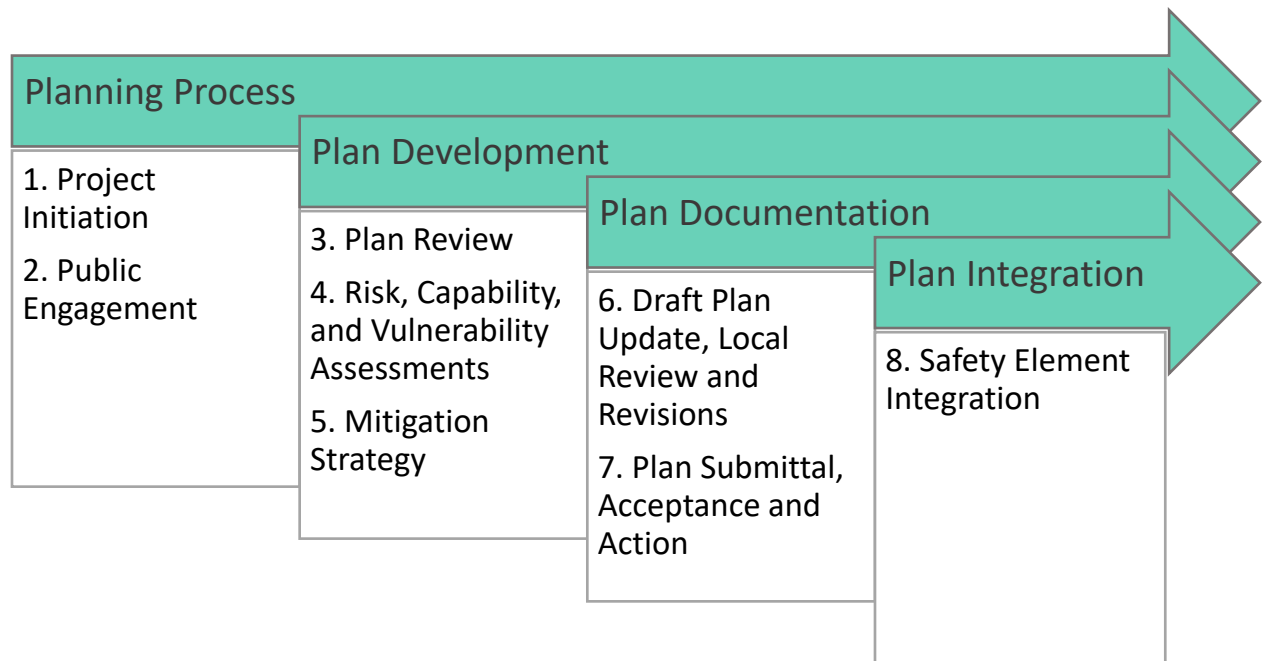 Planning Process
1. Project
Initiation
2. Public
Engagement
Plan Development
3. Plan Review
4. Risk, Capability,
and Vulnerability
Assessments
5. Mitigation
Strategy
Plan Documentation
6. Draft Plan
Update, Local
Review and
Revisions
7. Plan Submittal,
Acceptance and
Action
Plan Integration
8. Safety Element
Integration